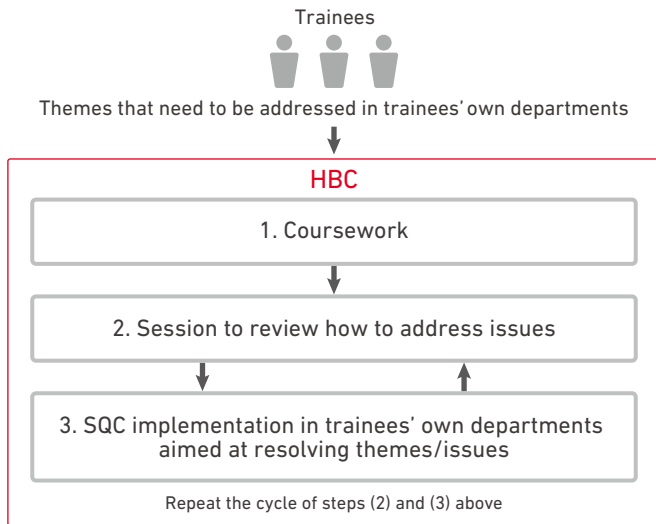 Trainees
Themes that need to be addressed in trainees’ own departments
HBC
1. Coursework
2. Session to review how to address issues
3. SQC implementation in trainees’ own departments
aimed at resolving themes/issues
Repeat the cycle of steps (2) and (3) above